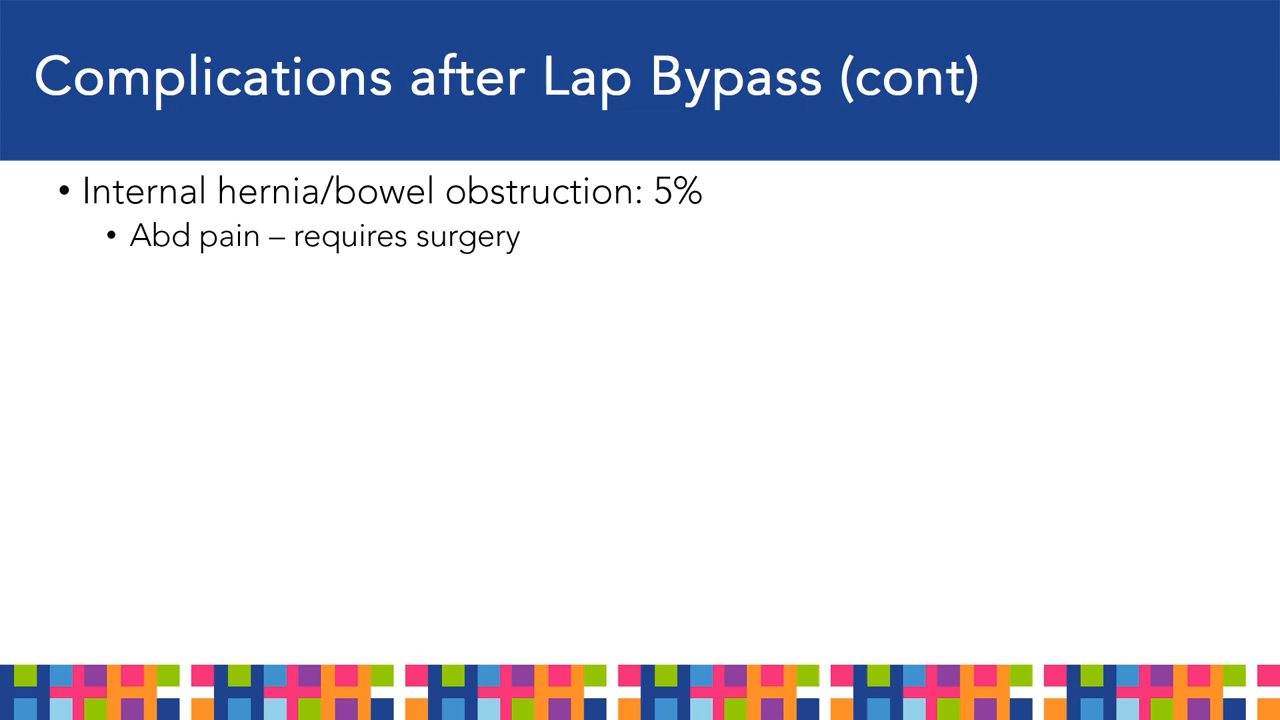 Complications after Lap Bypass (cont)
• Internal hernia/bowel obstruction: 5%
• Abd pain – requires surgery